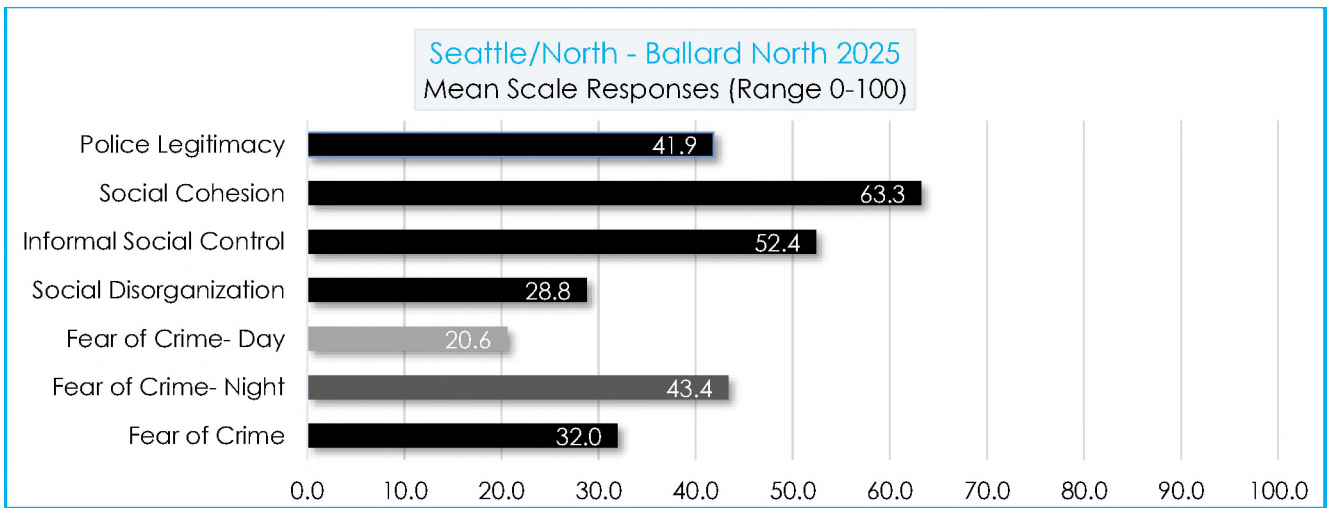 Seattle/North - Ballard North 2025
Mean Scale Responses (Range 0-100)
Police Legitimacy 41.9
Social Cohesion 63.3
Informal Social Control 52.4
Social Disorganization 28.8
Fear of Crime- Day 20.6
Fear of Crime- Night 43.4
Fear of Crime 32.0
0.0 10.0 20.0 30.0 40.0 50.0 60.0 70.0 80.0 90.0 100.0